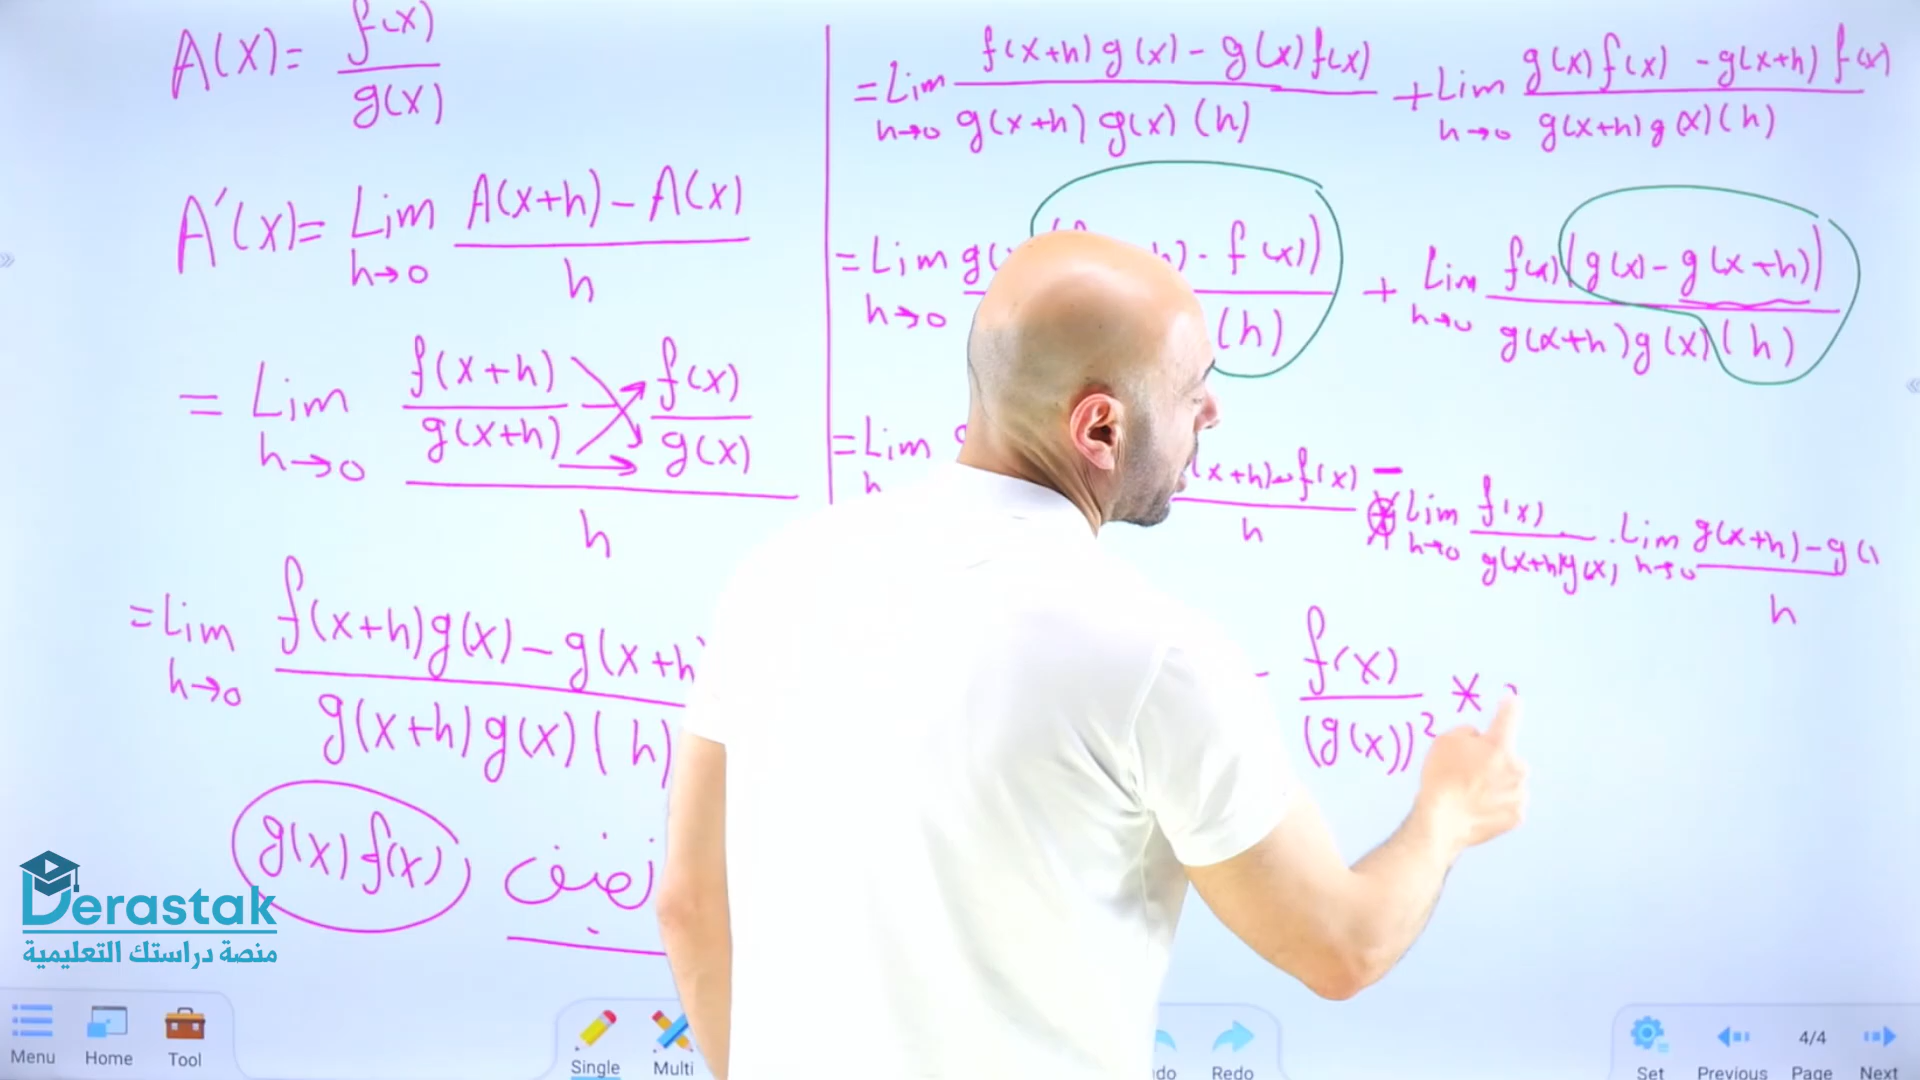 A(x) = f(x) / g(x)
A'(x) = Lim h→0 A(x+h) - A(x) / h
= Lim h→0 f(x+h) / g(x+h) f(x) / g(x) / h
= Lim h→0 f(x+h) g(x) - g(x+h / g(x+h) g(x) (h)
g(x) f(x)
= Lim h→0 f(x+h) g(x) - g(x) f(x) / g(x+h) g(x) (h) + Lim h→0 g(x) f(x) - g(x+h) f(x) / g(x+h) g(x) (h)
= Lim h→0 g( ) - f(x)) / (h) + Lim h→0 f(x) (g(x) - g(x+h)) / g(x+h) g(x) (h)
= Lim h (x+h) - f(x) / h - Lim h→0 f(x) / g(x+h) g(x) . Lim h→0 g(x+h) - g( / h
- f(x) / (g(x))² *
Derastak
منصة دراستك التعليمية
Menu Home Tool Single Multi do Redo Set Previous 4/4 Page Next